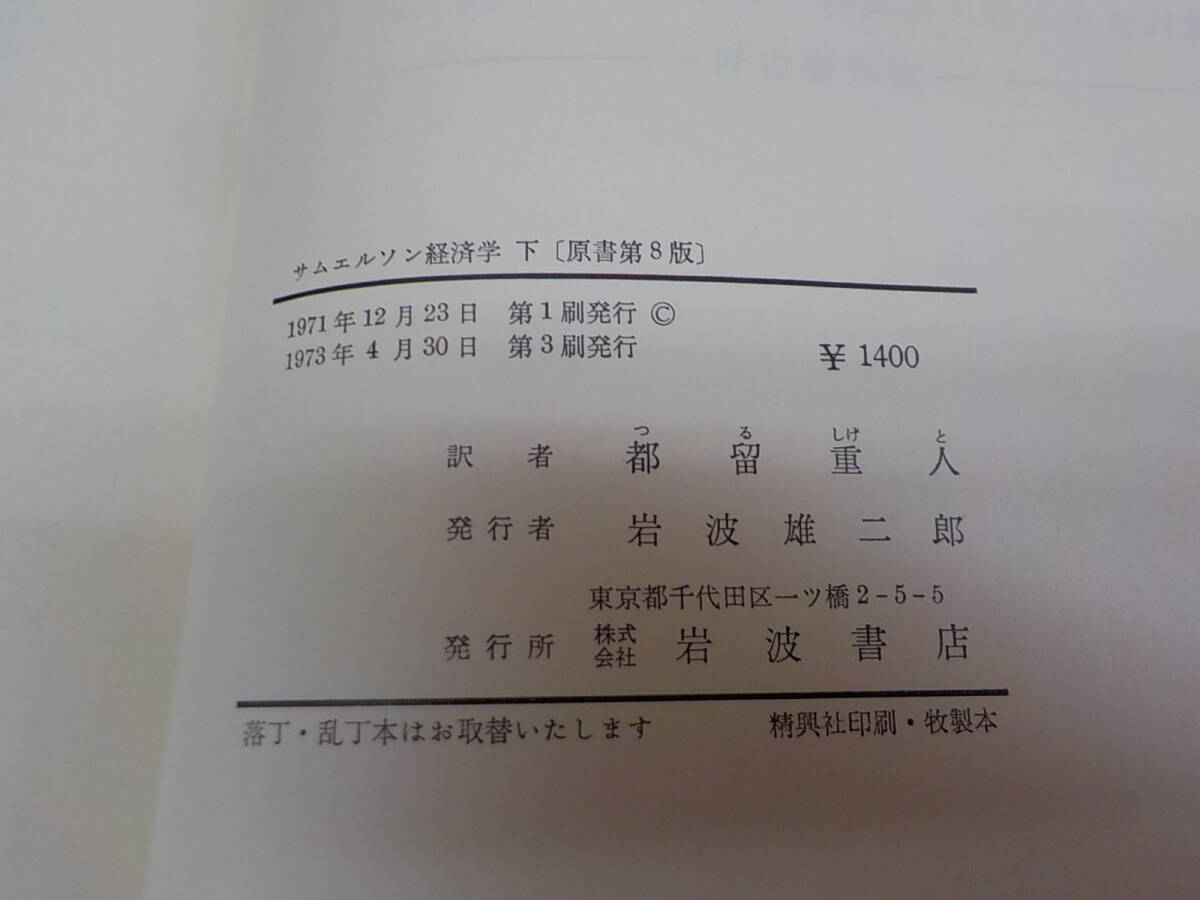 サムエルソン経済学 下〔原書第8版〕
1971年12月23日 第1刷発行 ©
1973年 4月30日 第3刷発行
¥ 1400
つ る しげ と
訳者 都留重人
発行者 岩波雄二郎
東京都千代田区一ツ橋2-5-5
発行所 株式会社 岩波書店
落丁・乱丁本はお取替いたします
精興社印刷・牧製本